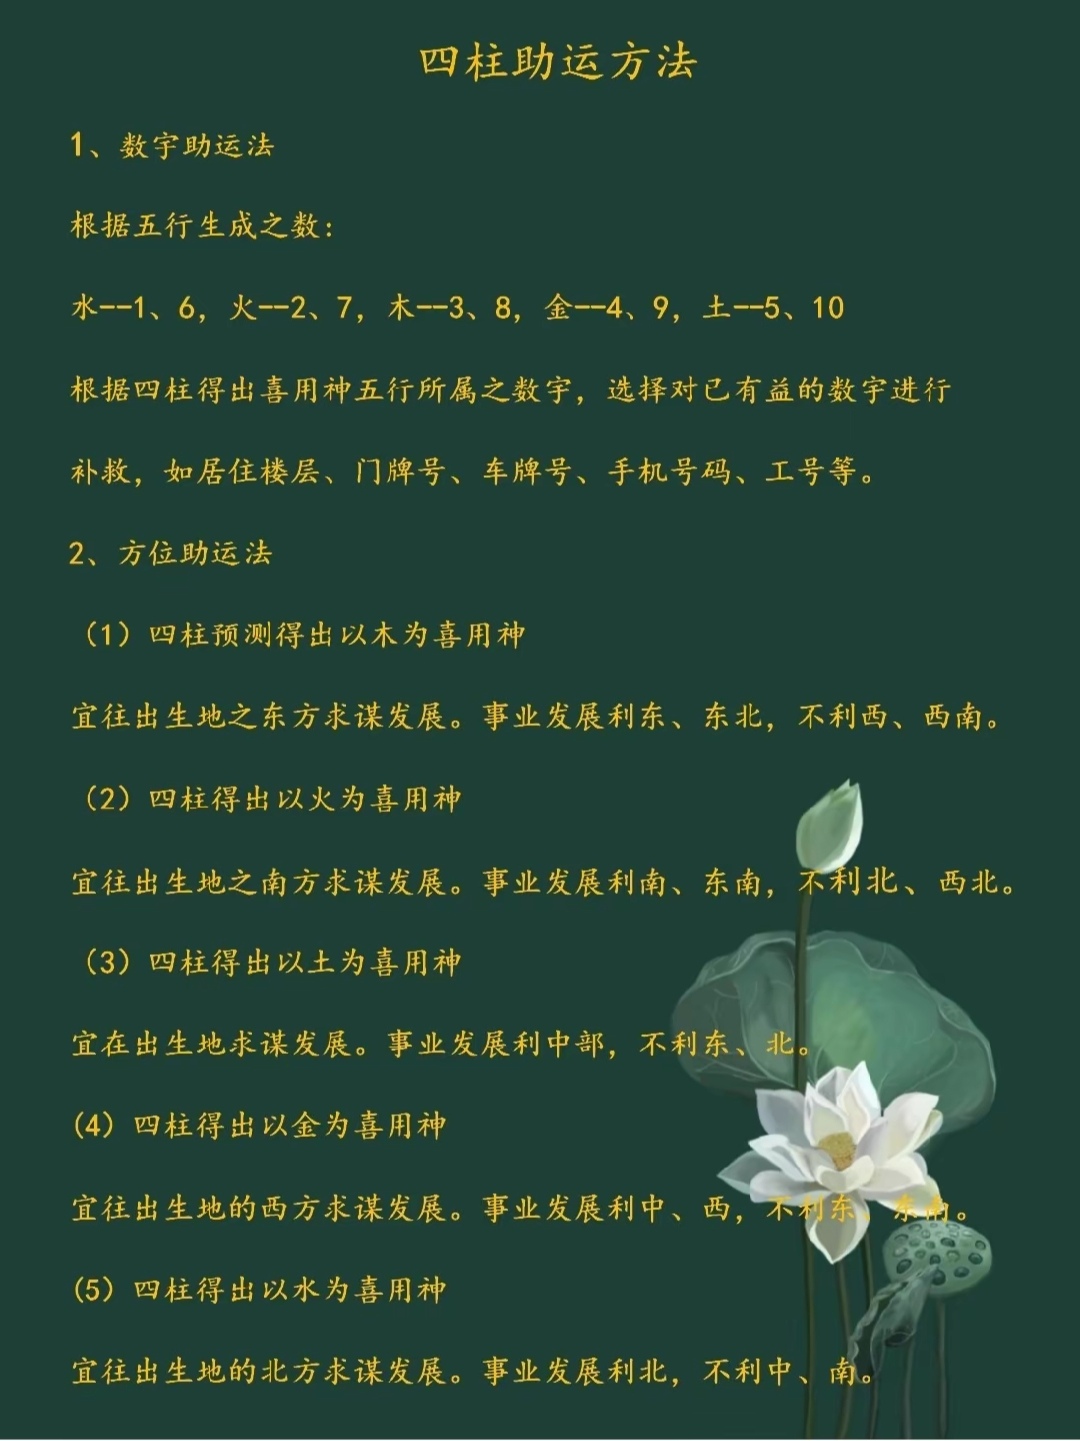 四柱助运方法
1、数字助运法
根据五行生成之数：
水--1、6，火--2、7，木--3、8，金--4、9，土--5、10
根据四柱得出喜用神五行所属之数字，选择对已有益的数字进行
补救，如居住楼层、门牌号、车牌号、手机号码、工号等。
2、方位助运法
（1）四柱预测得出以木为喜用神
宜往出生地之东方求谋发展。事业发展利东、东北，不利西、西南。
（2）四柱得出以火为喜用神
宜往出生地之南方求谋发展。事业发展利南、东南，不利北、西北。
（3）四柱得出以土为喜用神
宜在出生地求谋发展。事业发展利中部，不利东、北。
(4）四柱得出以金为喜用神
宜往出生地的西方求谋发展。事业发展利中、西，不利东、东南。
(5）四柱得出以水为喜用神
宜往出生地的北方求谋发展。事业发展利北，不利中、南。